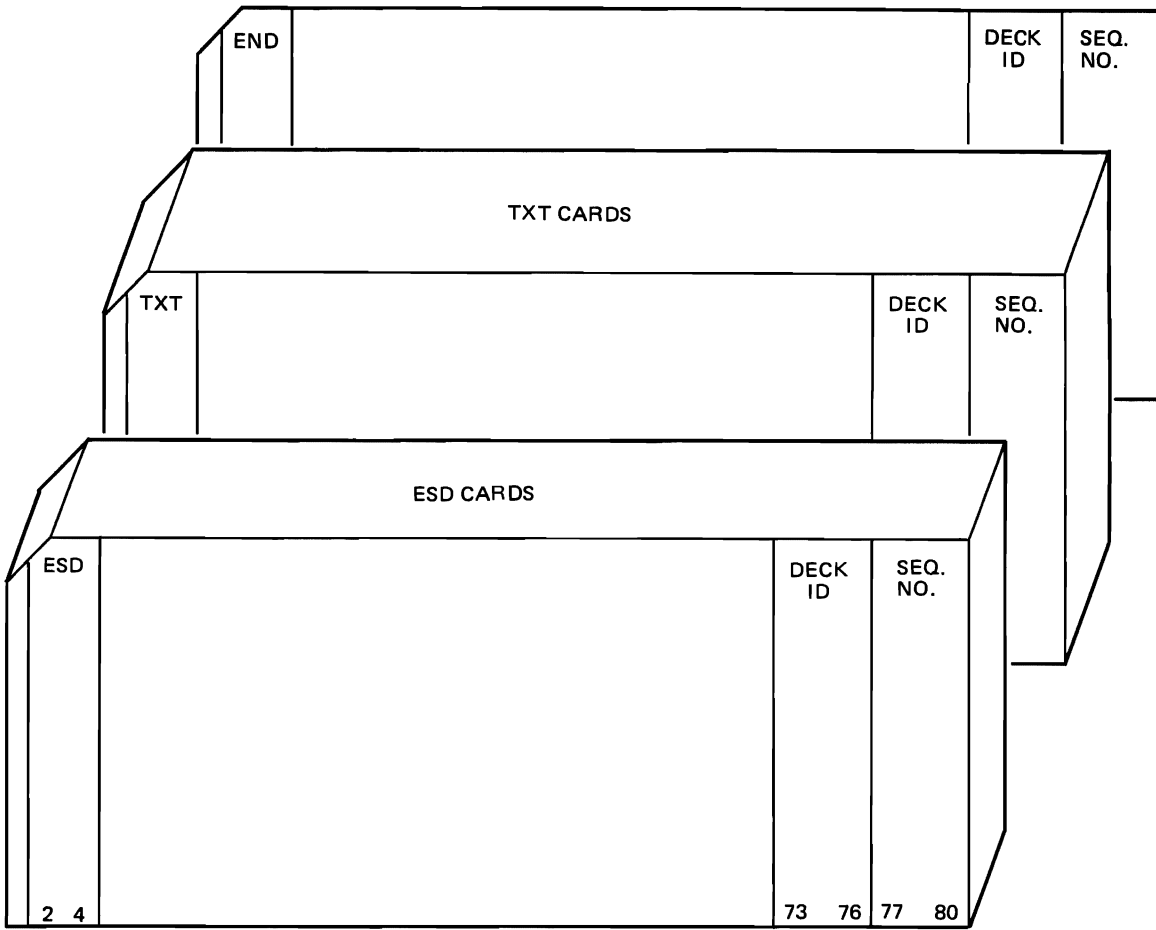 END
DECK
ID
SEQ.
NO.
TXT CARDS
TXT
DECK
ID
SEQ.
NO.
ESD CARDS
ESD
DECK
ID
SEQ.
NO.
2 4
73 76 77 80